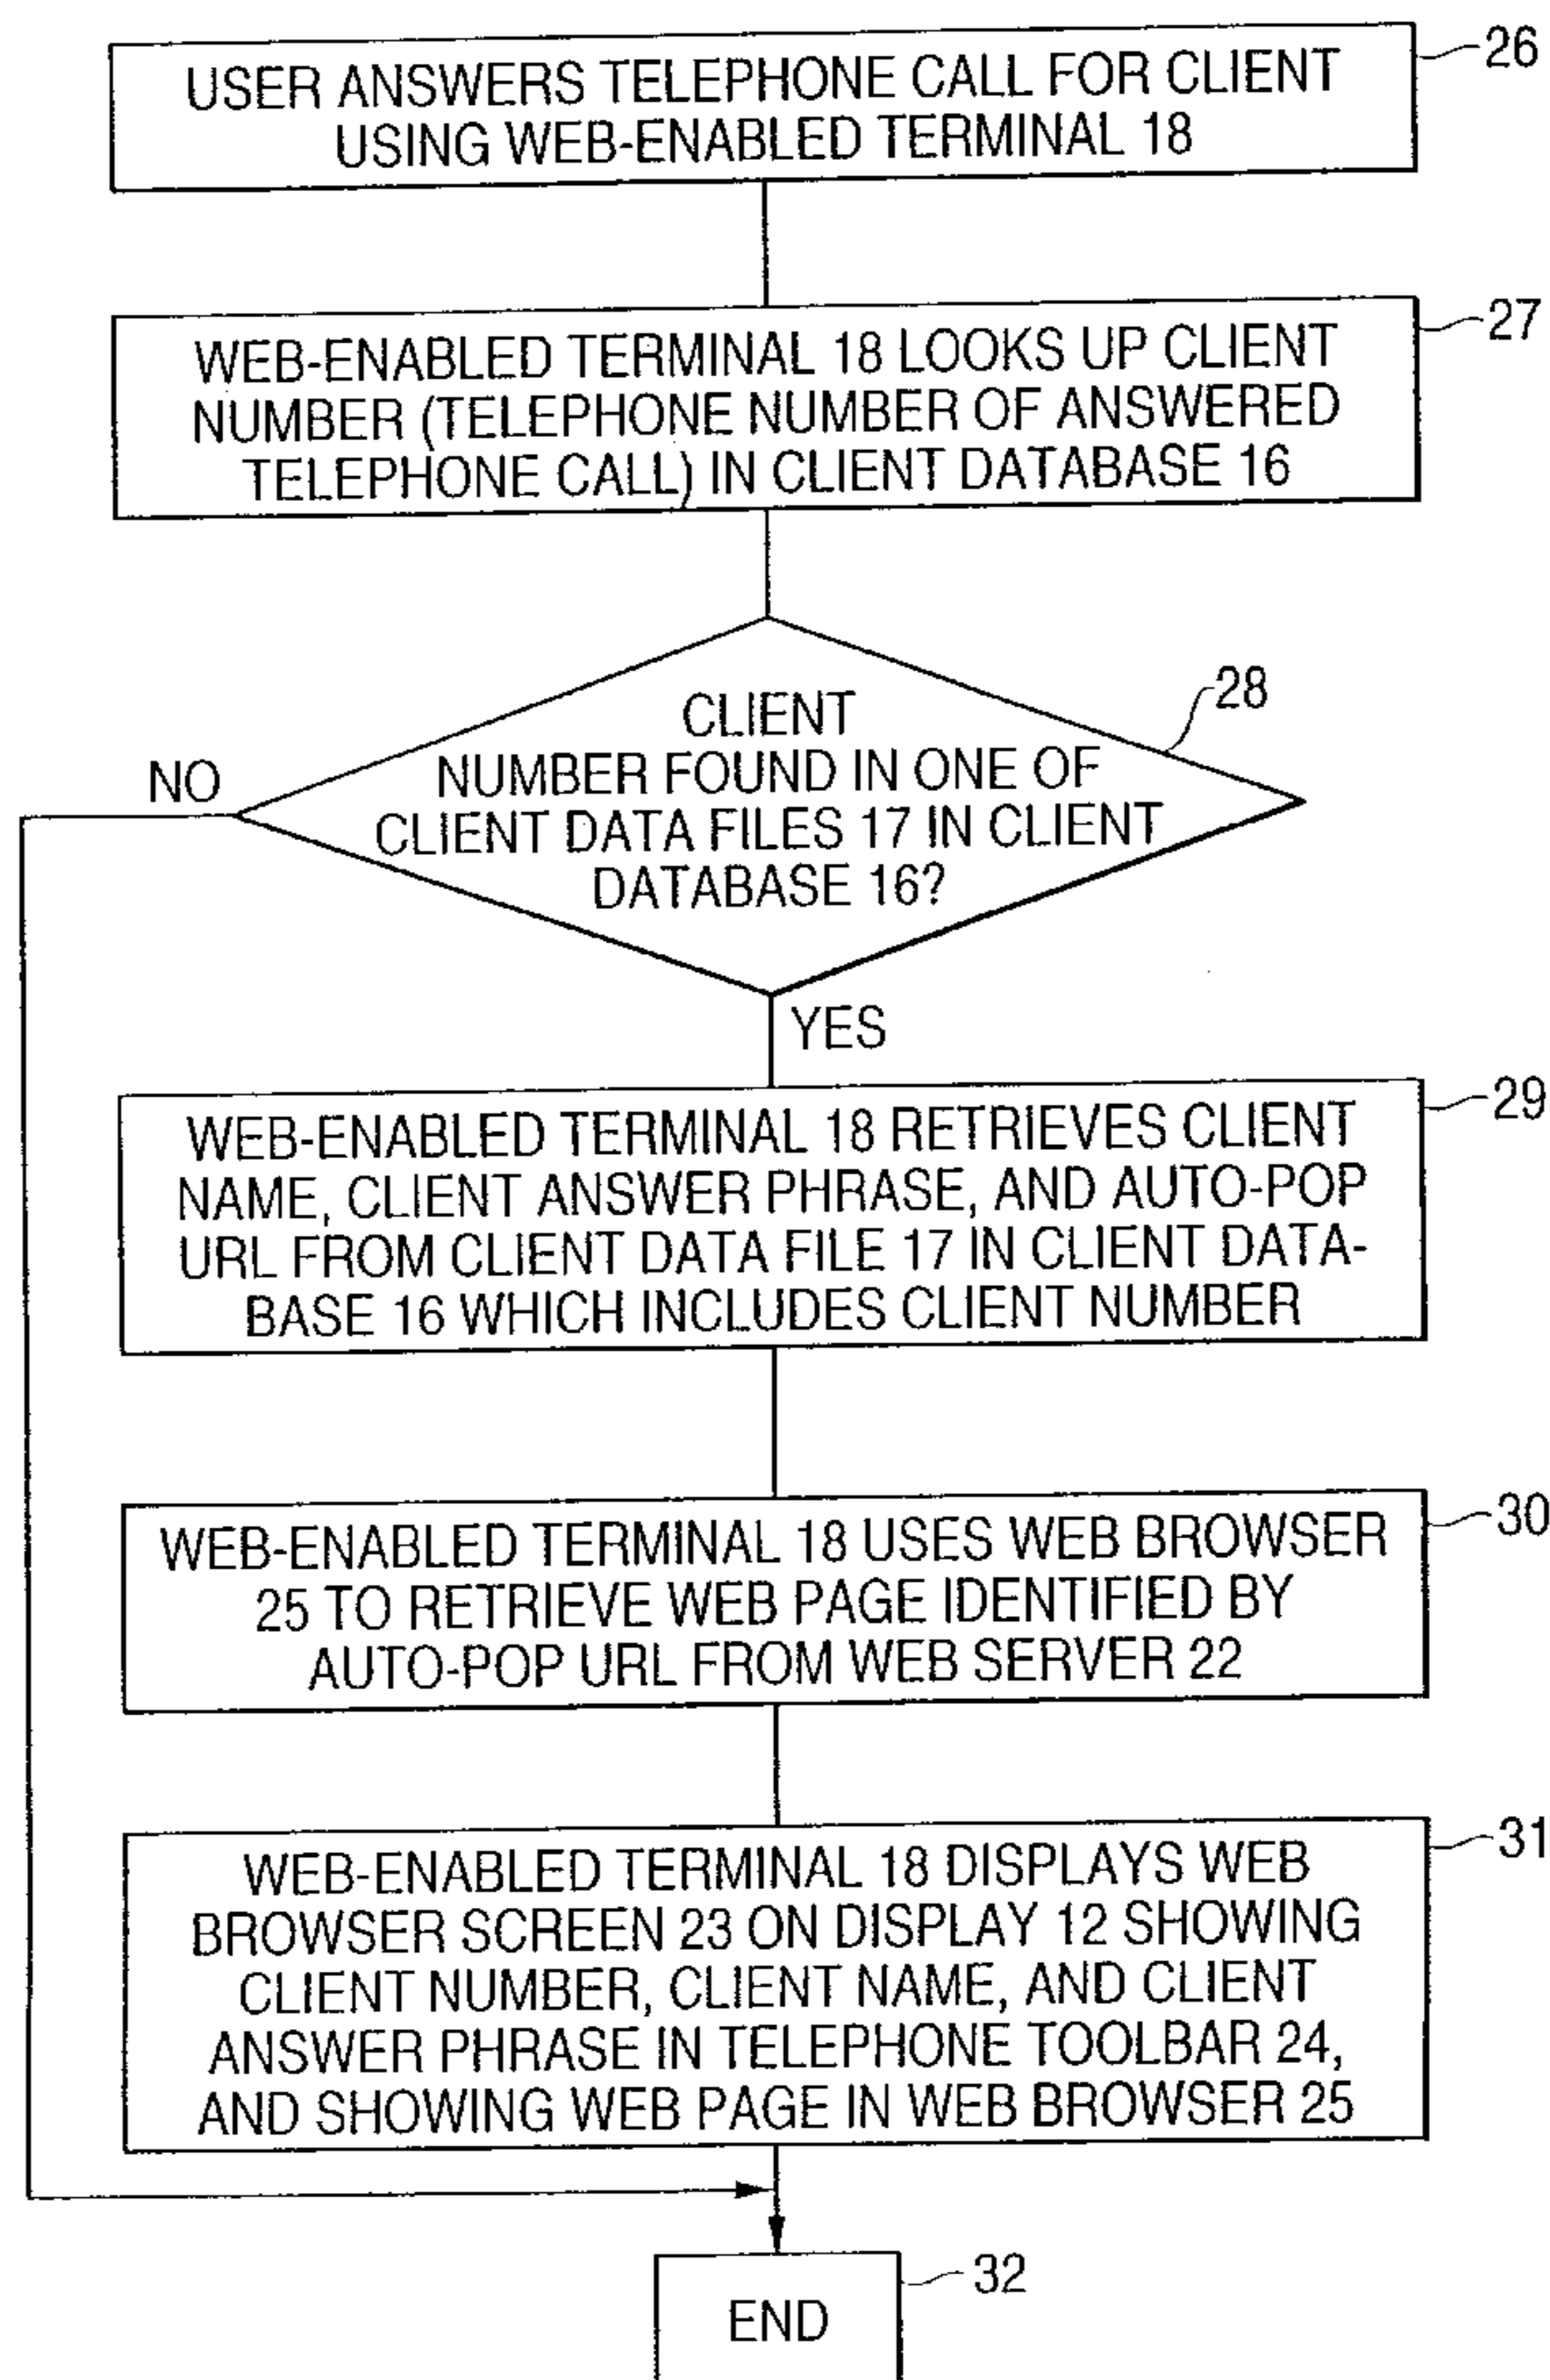 26
USER ANSWERS TELEPHONE CALL FOR CLIENT
USING WEB-ENABLED TERMINAL 18
27
WEB-ENABLED TERMINAL 18 LOOKS UP CLIENT
NUMBER (TELEPHONE NUMBER OF ANSWERED
TELEPHONE CALL) IN CLIENT DATABASE 16
28
CLIENT
NUMBER FOUND IN ONE OF
CLIENT DATA FILES 17 IN CLIENT
DATABASE 16?
NO
YES
29
WEB-ENABLED TERMINAL 18 RETRIEVES CLIENT
NAME, CLIENT ANSWER PHRASE, AND AUTO-POP
URL FROM CLIENT DATA FILE 17 IN CLIENT DATA-
BASE 16 WHICH INCLUDES CLIENT NUMBER
30
WEB-ENABLED TERMINAL 18 USES WEB BROWSER
25 TO RETRIEVE WEB PAGE IDENTIFIED BY
AUTO-POP URL FROM WEB SERVER 22
31
WEB-ENABLED TERMINAL 18 DISPLAYS WEB
BROWSER SCREEN 23 ON DISPLAY 12 SHOWING
CLIENT NUMBER, CLIENT NAME, AND CLIENT
ANSWER PHRASE IN TELEPHONE TOOLBAR 24,
AND SHOWING WEB PAGE IN WEB BROWSER 25
32
END